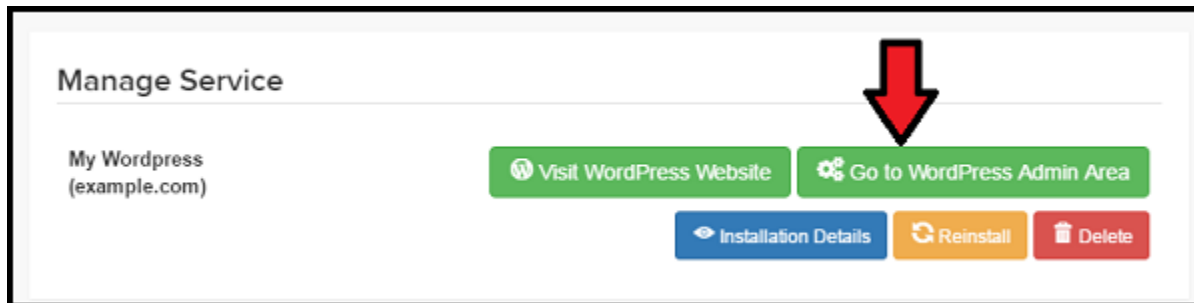 Manage Service
My Wordpress
(example.com)
Visit WordPress Website
Go to WordPress Admin Area
Installation Details
Reinstall
Delete